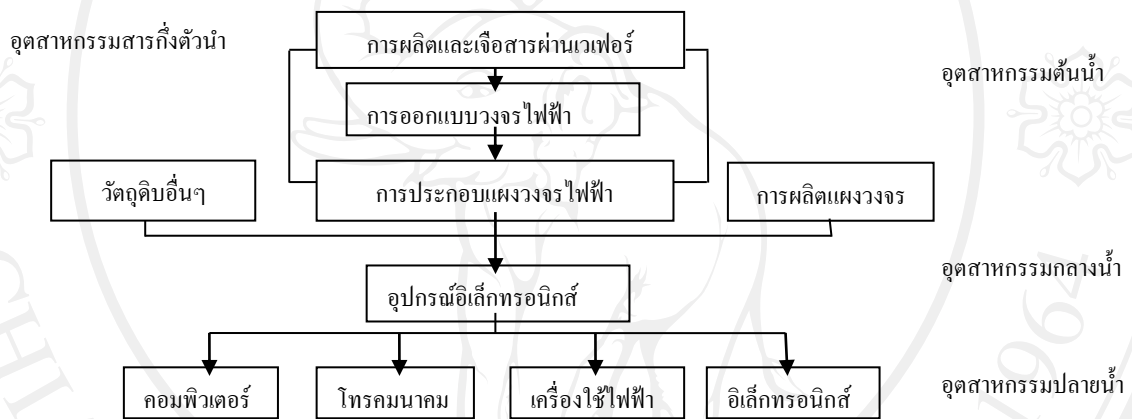 อุตสาหกรรมสารกึ่งตัวนำ
การผลิตและเจือสารผ่านเวเฟอร์
อุตสาหกรรมต้นน้ำ
การออกแบบวงจรไฟฟ้า
วัตถุดิบอื่นๆ
การประกอบแผงวงจรไฟฟ้า
การผลิตแผงวงจร
อุตสาหกรรมกลางน้ำ
อุปกรณ์อิเล็กทรอนิกส์
คอมพิวเตอร์
โทรคมนาคม
เครื่องใช้ไฟฟ้า
อิเล็กทรอนิกส์
อุตสาหกรรมปลายน้ำ
CHI
1964